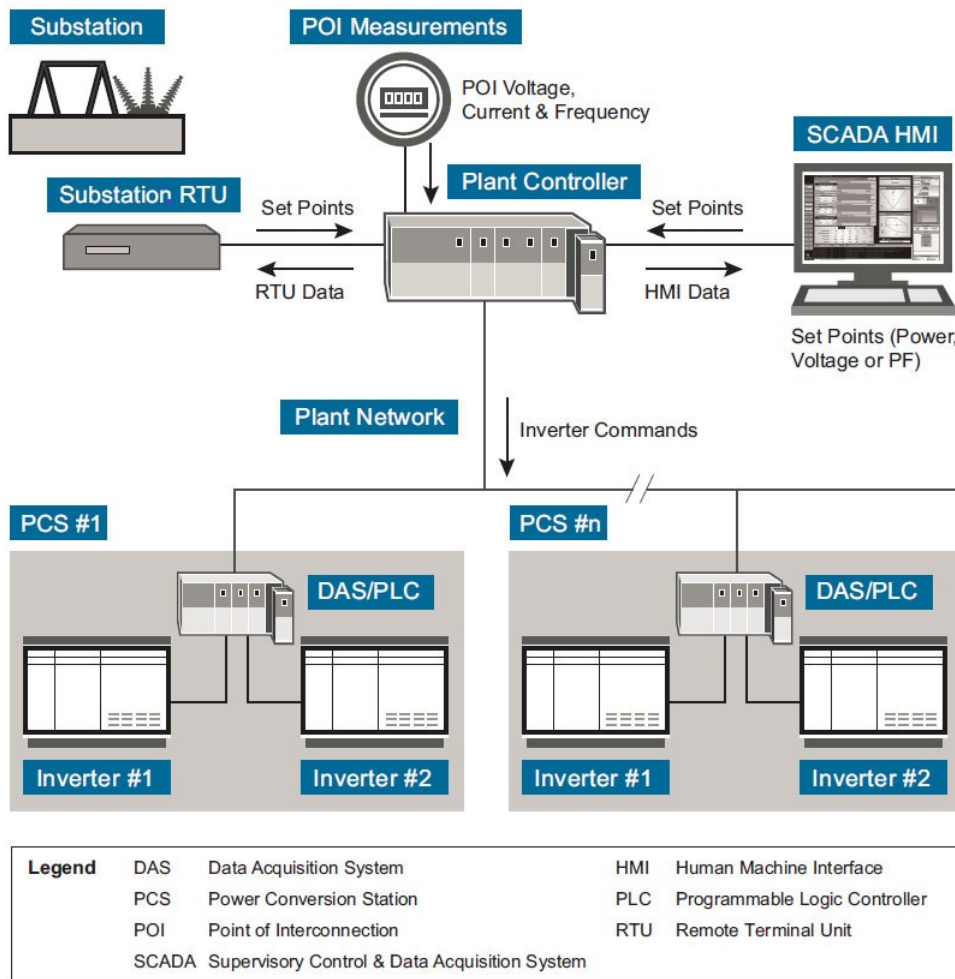 Substation
POI Measurements
POI Voltage,
Current & Frequency
SCADA HMI
Substation RTU
Plant Controller
Set Points
Set Points
RTU Data
HMI Data
Set Points (Power,
Voltage or PF)
Plant Network
Inverter Commands
PCS #1
PCS #n
DAS/PLC
DAS/PLC
Inverter #1
Inverter #2
Inverter #1
Inverter #2
Legend DAS Data Acquisition System HMI Human Machine Interface
PCS Power Conversion Station PLC Programmable Logic Controller
POI Point of Interconnection RTU Remote Terminal Unit
SCADA Supervisory Control & Data Acquisition System